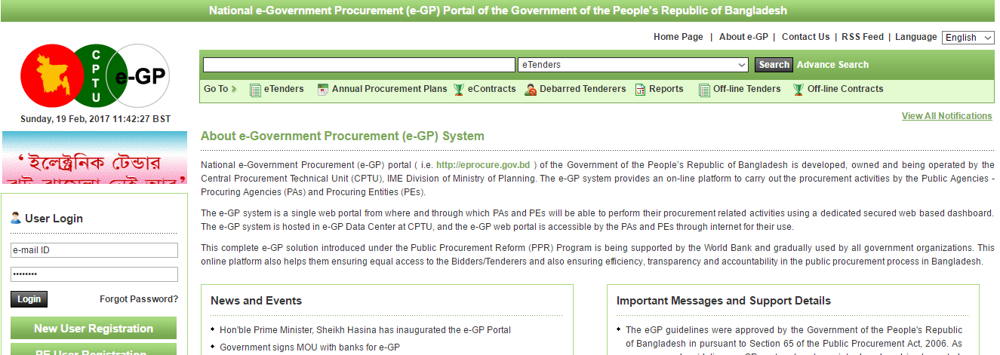 National e-Government Procurement (e-GP) Portal of the Government of the People's Republic of Bangladesh
Home Page | About e-GP | Contact Us | RSS Feed | Language English
CPTU
e-GP
eTenders
Search
Advance Search
Go To
eTenders
Annual Procurement Plans
eContracts
Debarred Tenderers
Reports
Off-line Tenders
Off-line Contracts
Sunday, 19 Feb, 2017 11:42:27 BST
View All Notifications
‘ ইলেক্ট্রনিক টেন্ডার
User Login
e-mail ID
••••••••
Login
Forgot Password?
New User Registration
PE User Registration
About e-Government Procurement (e-GP) System
National e-Government Procurement (e-GP) portal ( i.e. http://eprocure.gov.bd ) of the Government of the People’s Republic of Bangladesh is developed, owned and being operated by the
Central Procurement Technical Unit (CPTU), IME Division of Ministry of Planning. The e-GP system provides an on-line platform to carry out the procurement activities by the Public Agencies -
Procuring Agencies (PAs) and Procuring Entities (PEs).
The e-GP system is a single web portal from where and through which PAs and PEs will be able to perform their procurement related activities using a dedicated secured web based dashboard.
The e-GP system is hosted in e-GP Data Center at CPTU, and the e-GP web portal is accessible by the PAs and PEs through internet for their use.
This complete e-GP solution introduced under the Public Procurement Reform (PPR) Program is being supported by the World Bank and gradually used by all government organizations. This
online platform also helps them ensuring equal access to the Bidders/Tenderers and also ensuring efficiency, transparency and accountability in the public procurement process in Bangladesh.
News and Events
Hon'ble Prime Minister, Sheikh Hasina has inaugurated the e-GP Portal
Government signs MOU with banks for e-GP
Important Messages and Support Details
The eGP guidelines were approved by the Government of the People's Republic
of Bangladesh in pursuant to Section 65 of the Public Procurement Act, 2006. As